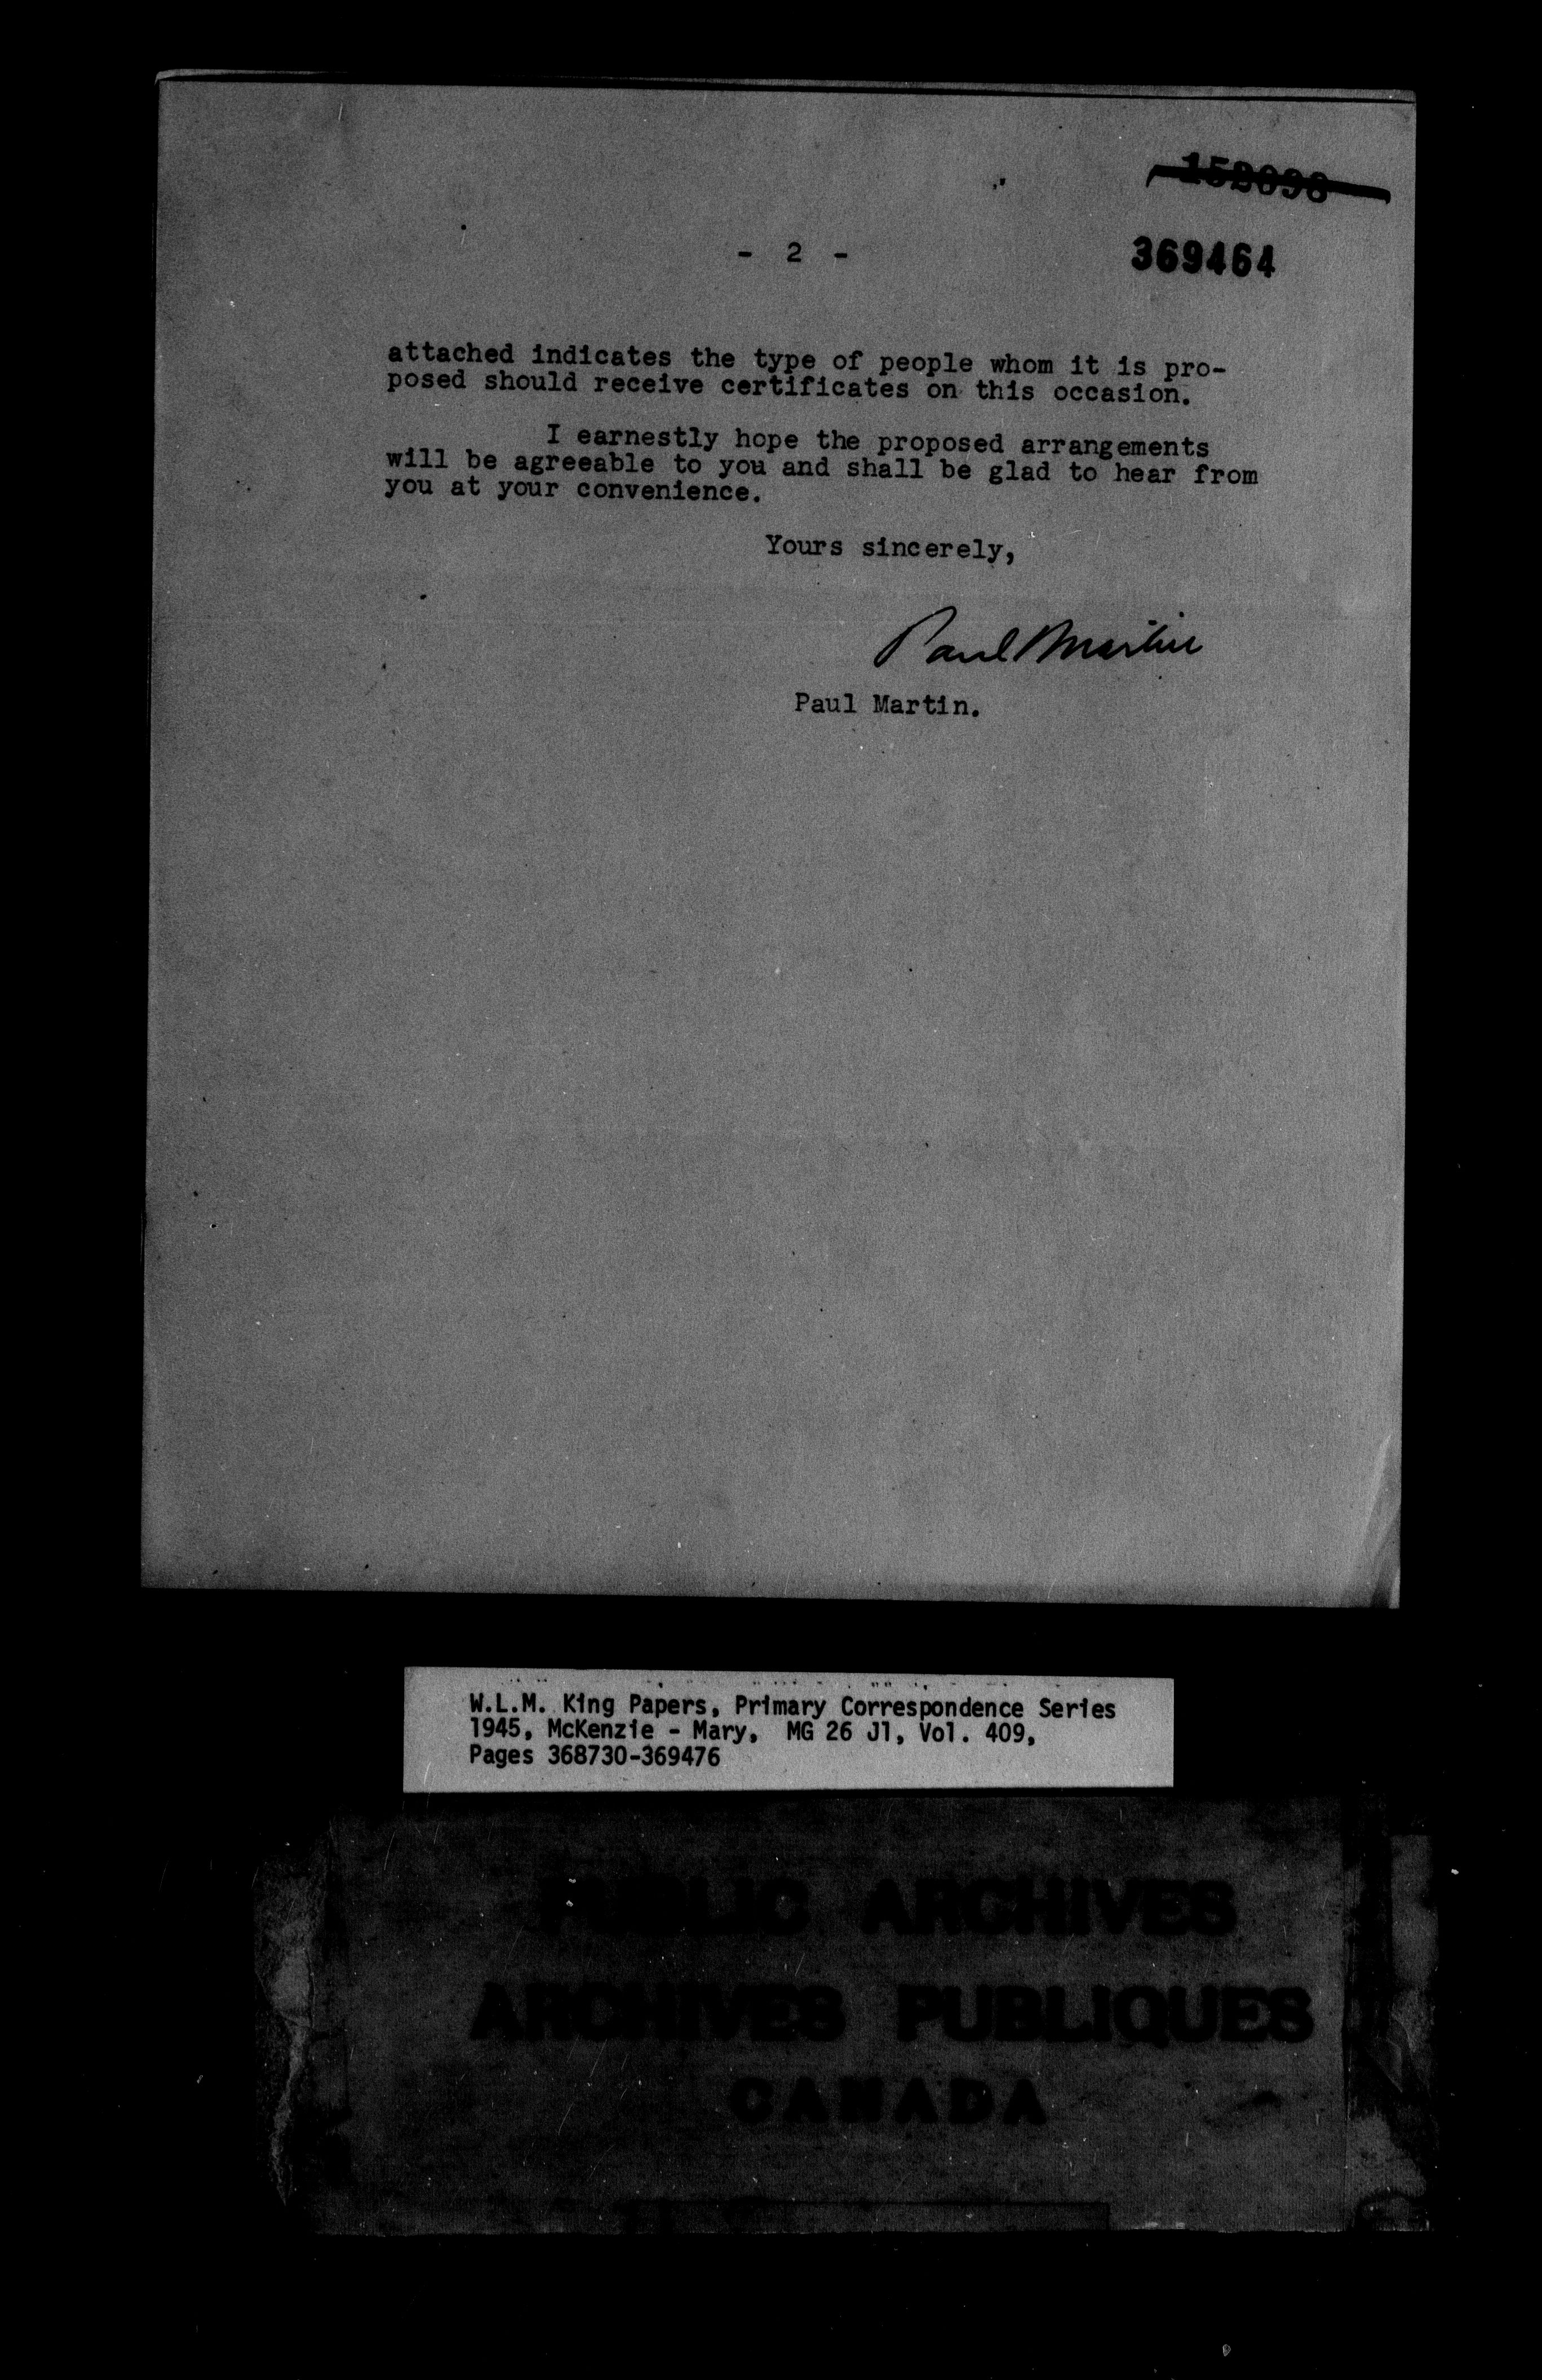 152098
- 2 -
369464
attached indicates the type of people whom it is pro-
posed should receive certificates on this occasion.
I earnestly hope the proposed arrangements
will be agreeable to you and shall be glad to hear from
you at your convenience.
Yours sincerely,
Paul Martin
Paul Martin.
W.L.M. King Papers, Primary Correspondence Series
1945, McKenzie - Mary, MG 26 J1, Vol. 409,
Pages 368730-369476
PUBLIC ARCHIVES
ARCHIVES PUBLIQUES
CANADA